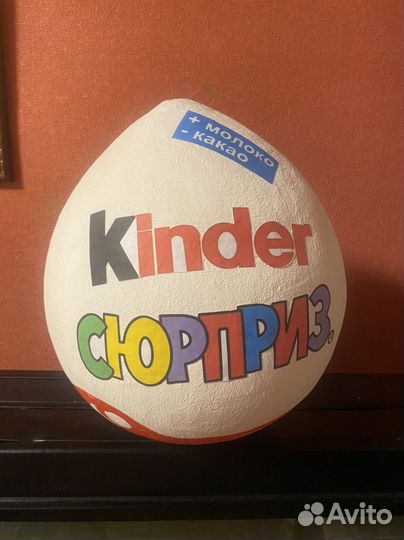 + молоко
- какао
Kinder
СЮРПРИЗ®
Avito